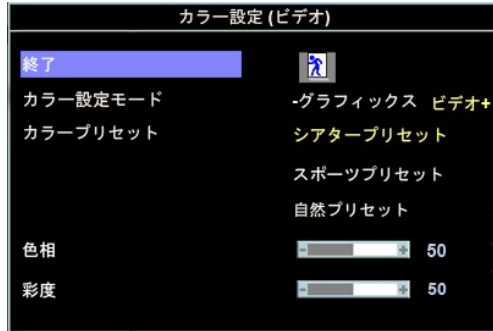 カラー設定 (ビデオ)
終了
カラー設定モード -グラフィックス ビデオ+
カラープリセット シアタープリセット
スポーツプリセット
自然プリセット
色相 - + 50
彩度 - + 50